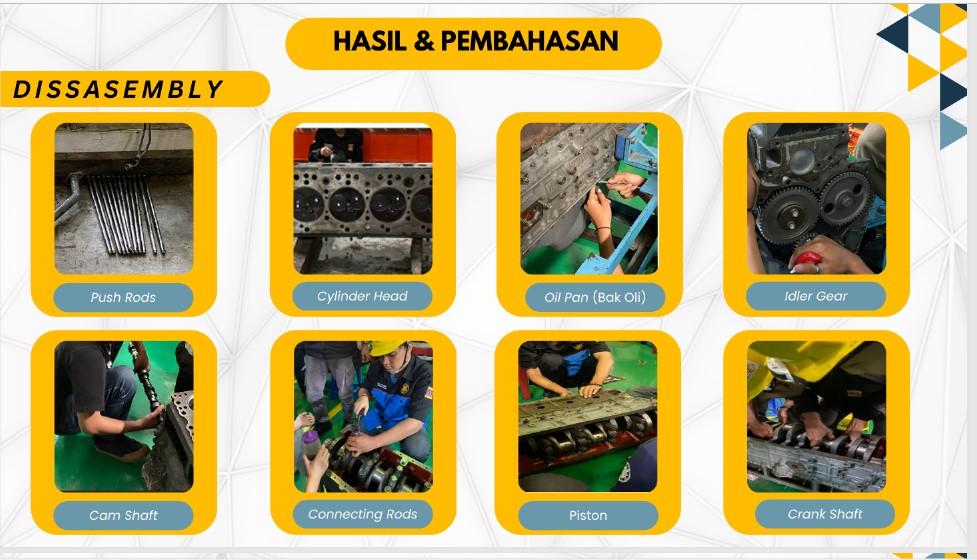 HASIL & PEMBAHASAN
DISSASEMBLY
Push Rods
Cylinder Head
Oil Pan (Bak Oli)
Idler Gear
Cam Shaft
Connecting Rods
Piston
Crank Shaft